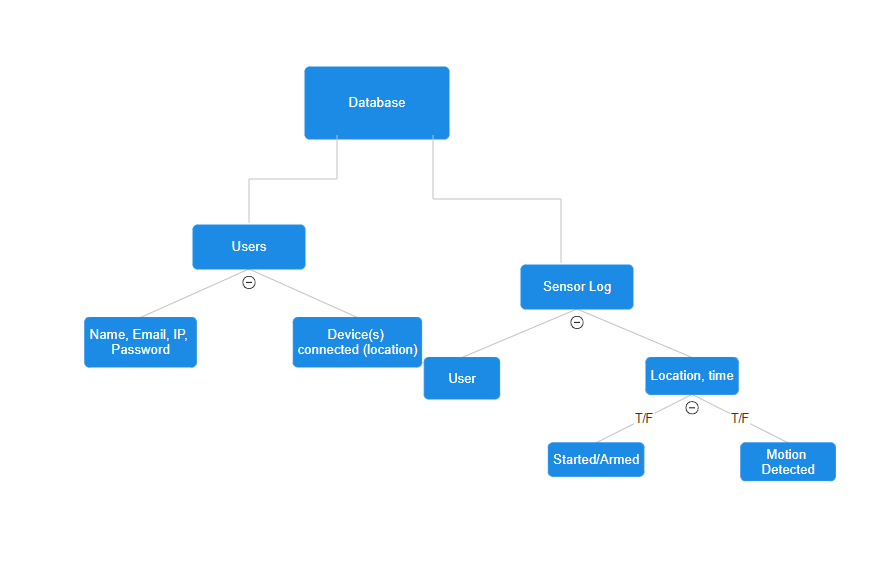 Database
Users
Sensor Log
Name, Email, IP,
Password
Device(s)
connected (location)
User
Location, time
T/F
T/F
Started/Armed
Motion
Detected